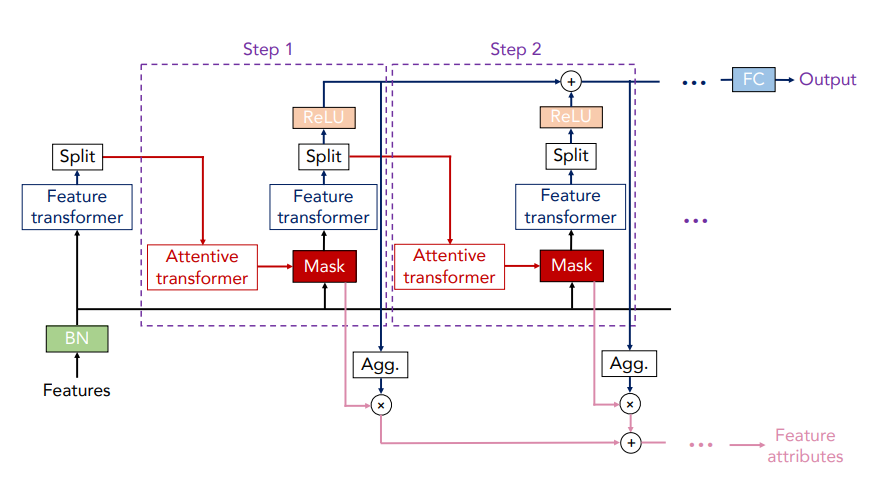 Step 1
Step 2
FC
Output
ReLU
ReLU
Split
Split
Split
Feature
transformer
Feature
transformer
Feature
transformer
Attentive
transformer
Mask
Attentive
transformer
Mask
BN
Features
Agg.
Agg.
Feature
attributes